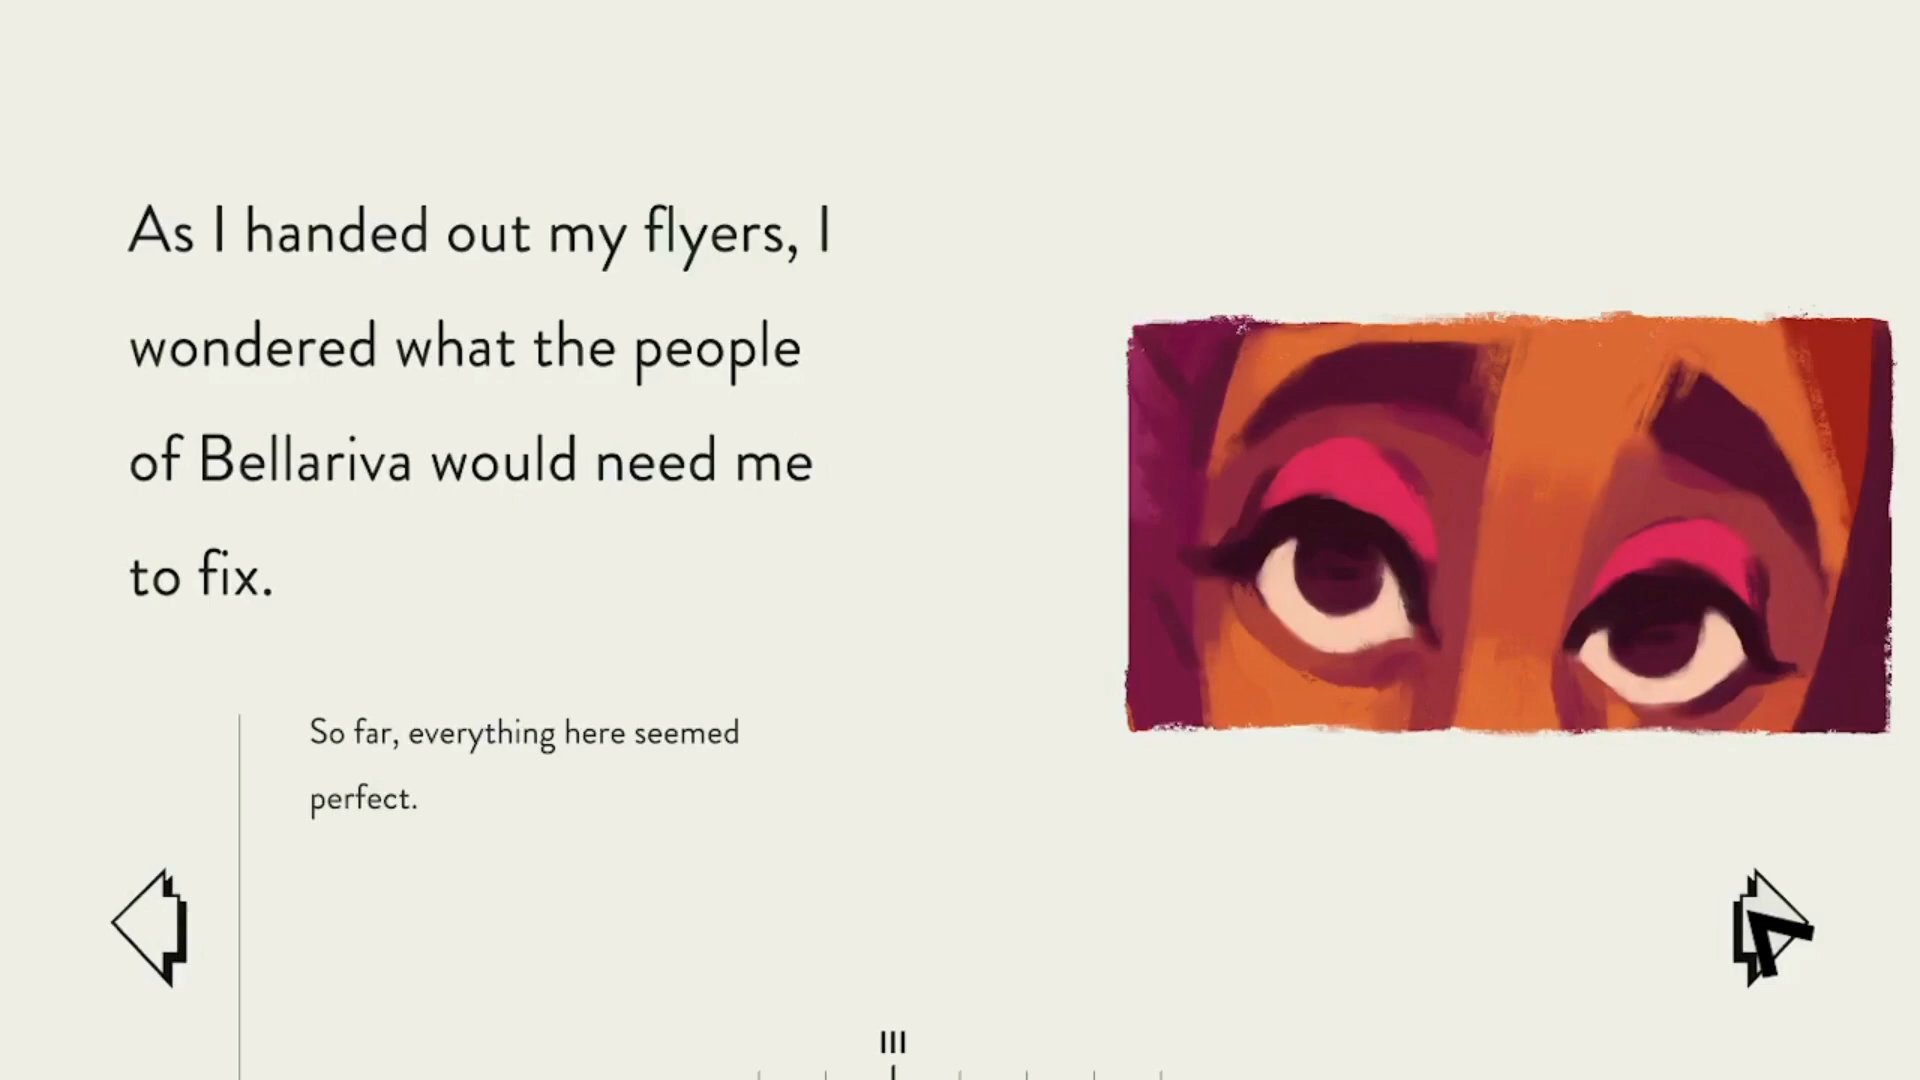 As I handed out my flyers, I
wondered what the people
of Bellariva would need me
to fix.
So far, everything here seemed
perfect.
III